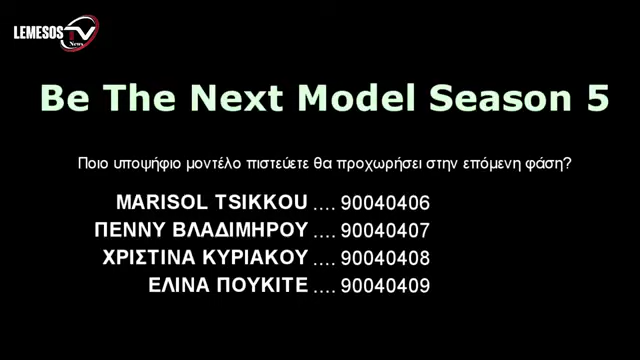 LEMESOS TV
News
Be The Next Model Season 5
Ποιο υποψήφιο μοντέλο πιστεύετε θα προχωρήσει στην επόμενη φάση?
MARISOL TSIKKOU .... 90040406
ΠΕΝΝΥ ΒΛΑΔΙΜΗΡΟΥ .... 90040407
ΧΡΙΣΤΙΝΑ ΚΥΡΙΑΚΟΥ .... 90040408
ΕΛΙΝΑ ΠΟΥΚΙΤΕ .... 90040409